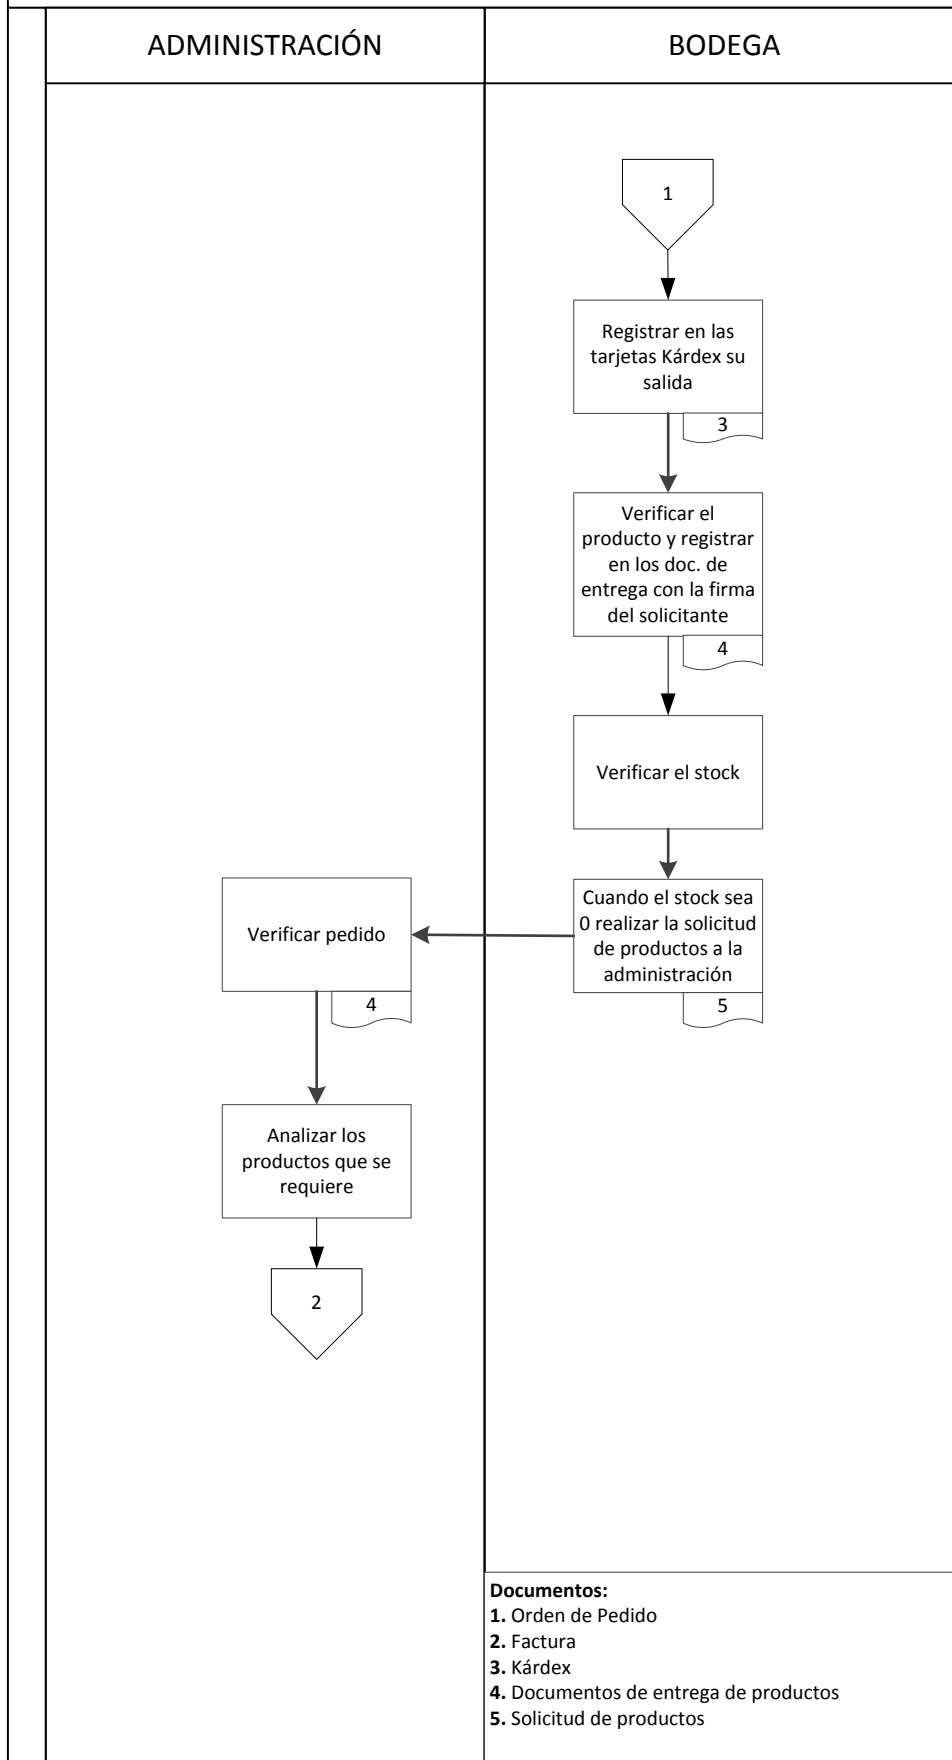 ADMINISTRACIÓN
BODEGA
1
Registrar en las
tarjetas Kárdex su
salida
3
Verificar el
producto y registrar
en los doc. de
entrega con la firma
del solicitante
4
Verificar el stock
Cuando el stock sea
0 realizar la solicitud
de productos a la
administración
5
Verificar pedido
4
Analizar los
productos que se
requiere
2
Documentos:
1. Orden de Pedido
2. Factura
3. Kárdex
4. Documentos de entrega de productos
5. Solicitud de productos